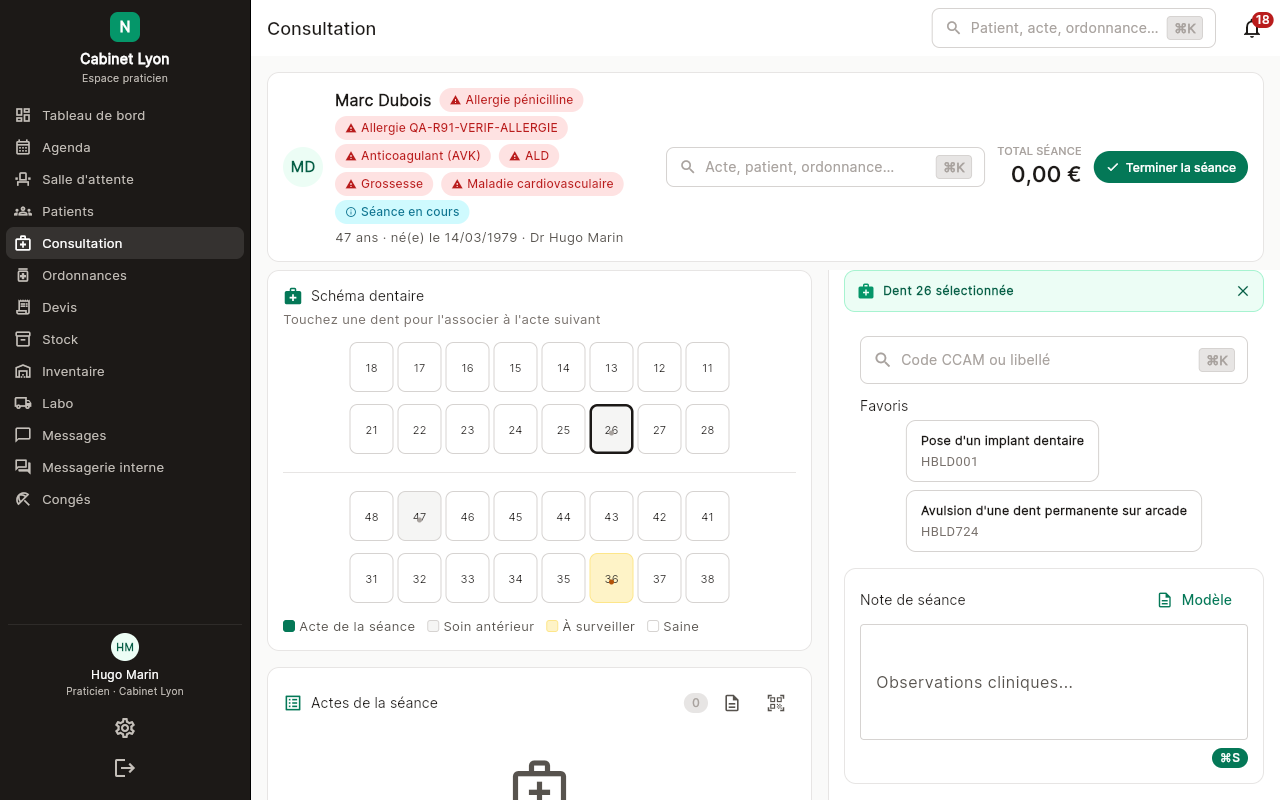 N
Cabinet Lyon
Espace praticien
Tableau de bord
Agenda
Salle d'attente
Patients
Consultation
Ordonnances
Devis
Stock
Inventaire
Labo
Messages
Messagerie interne
Congés
HM
Hugo Marin
Praticien · Cabinet Lyon
Consultation
Patient, acte, ordonnance... ⌘K
18
MD
Marc Dubois
Allergie pénicilline
Allergie QA-R91-VERIF-ALLERGIE
Anticoagulant (AVK) ALD
Grossesse Maladie cardiovasculaire
Séance en cours
47 ans · né(e) le 14/03/1979 · Dr Hugo Marin
Acte, patient, ordonnance... ⌘K
TOTAL SÉANCE
0,00 €
Terminer la séance
Schéma dentaire
Touchez une dent pour l'associer à l'acte suivant
18 17 16 15 14 13 12 11
21 22 23 24 25 26 27 28
48 47 46 45 44 43 42 41
31 32 33 34 35 36 37 38
Acte de la séance Soin antérieur À surveiller Saine
Actes de la séance 0
Dent 26 sélectionnée
Code CCAM ou libellé ⌘K
Favoris
Pose d'un implant dentaire
HBLD001
Avulsion d'une dent permanente sur arcade
HBLD724
Note de séance Modèle
Observations cliniques...
⌘S